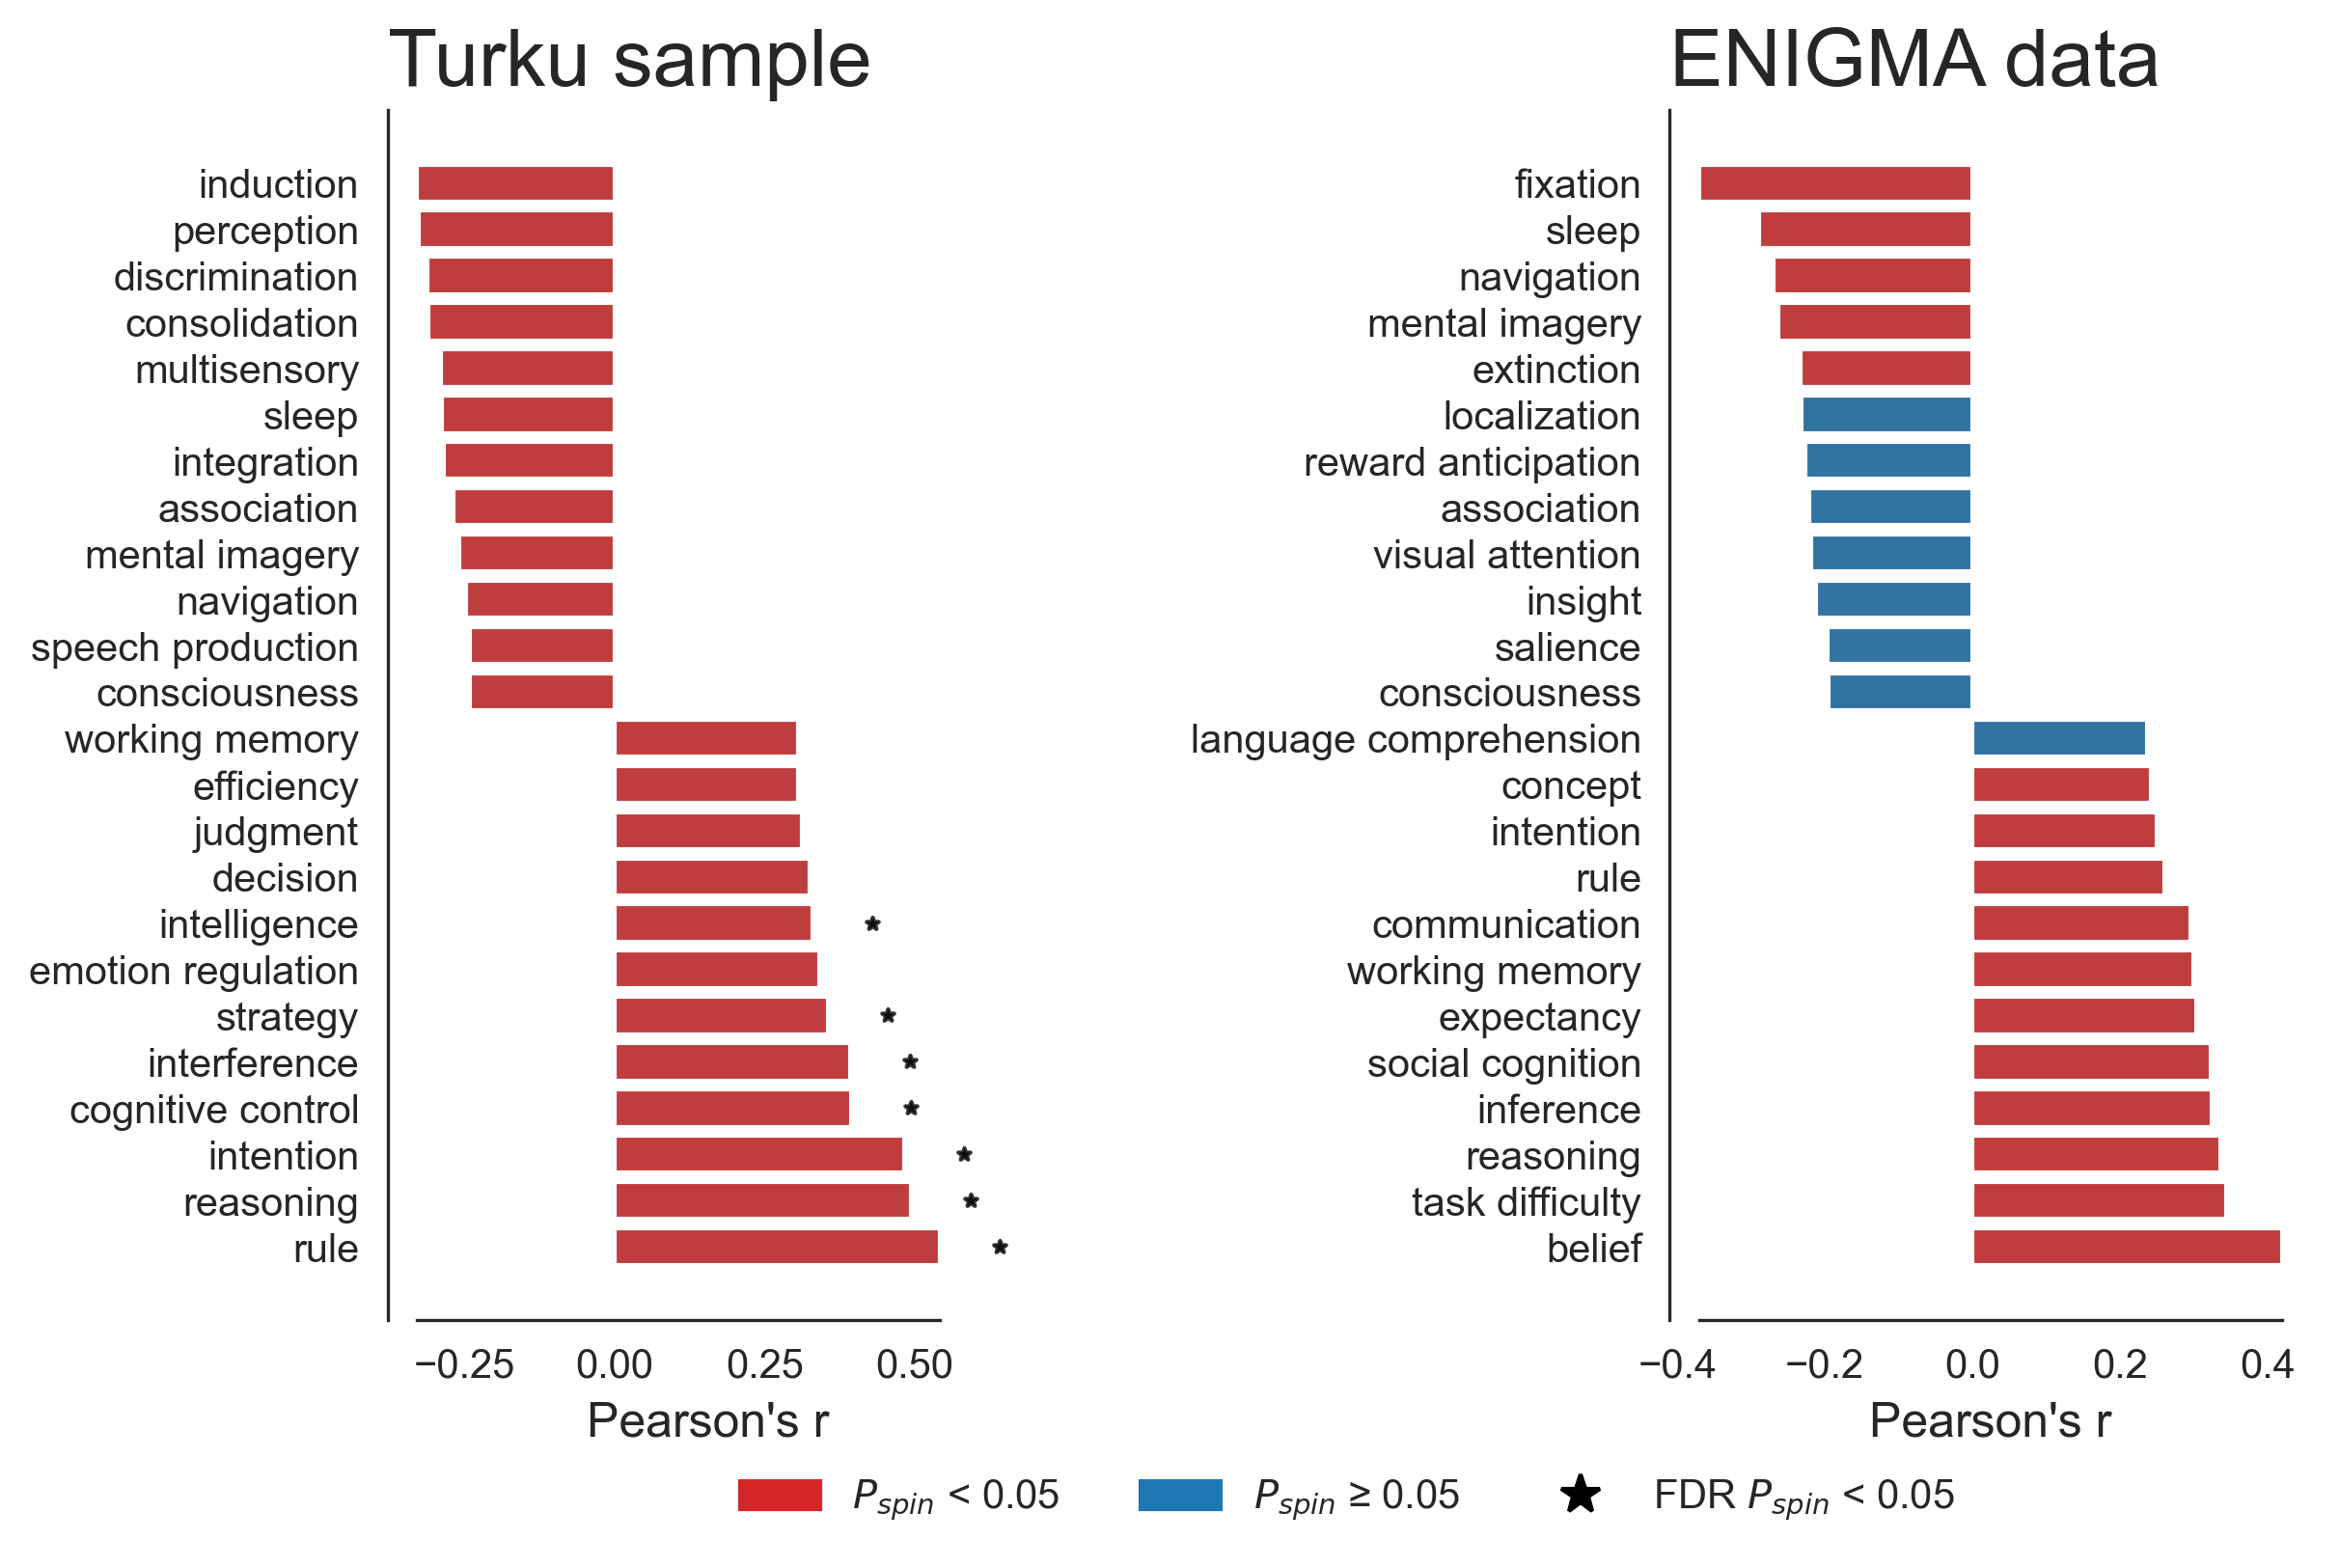 Turku sample
induction
perception
discrimination
consolidation
multisensory
sleep
integration
association
mental imagery
navigation
speech production
consciousness
working memory
efficiency
judgment
decision
intelligence
emotion regulation
strategy
interference
cognitive control
intention
reasoning
rule
−0.25 0.00 0.25 0.50
Pearson's r
ENIGMA data
fixation
sleep
navigation
mental imagery
extinction
localization
reward anticipation
association
visual attention
insight
salience
consciousness
language comprehension
concept
intention
rule
communication
working memory
expectancy
social cognition
inference
reasoning
task difficulty
belief
−0.4 −0.2 0.0 0.2 0.4
Pearson's r
P_spin < 0.05 P_spin ≥ 0.05 FDR P_spin < 0.05